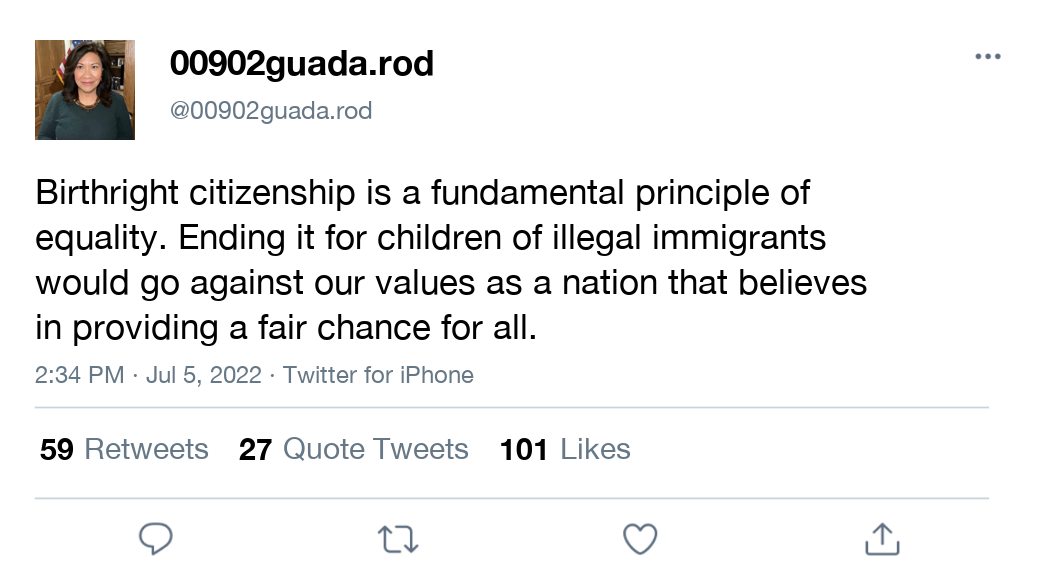 00902guada.rod
@00902guada.rod
Birthright citizenship is a fundamental principle of
equality. Ending it for children of illegal immigrants
would go against our values as a nation that believes
in providing a fair chance for all.
2:34 PM · Jul 5, 2022 · Twitter for iPhone
59 Retweets 27 Quote Tweets 101 Likes